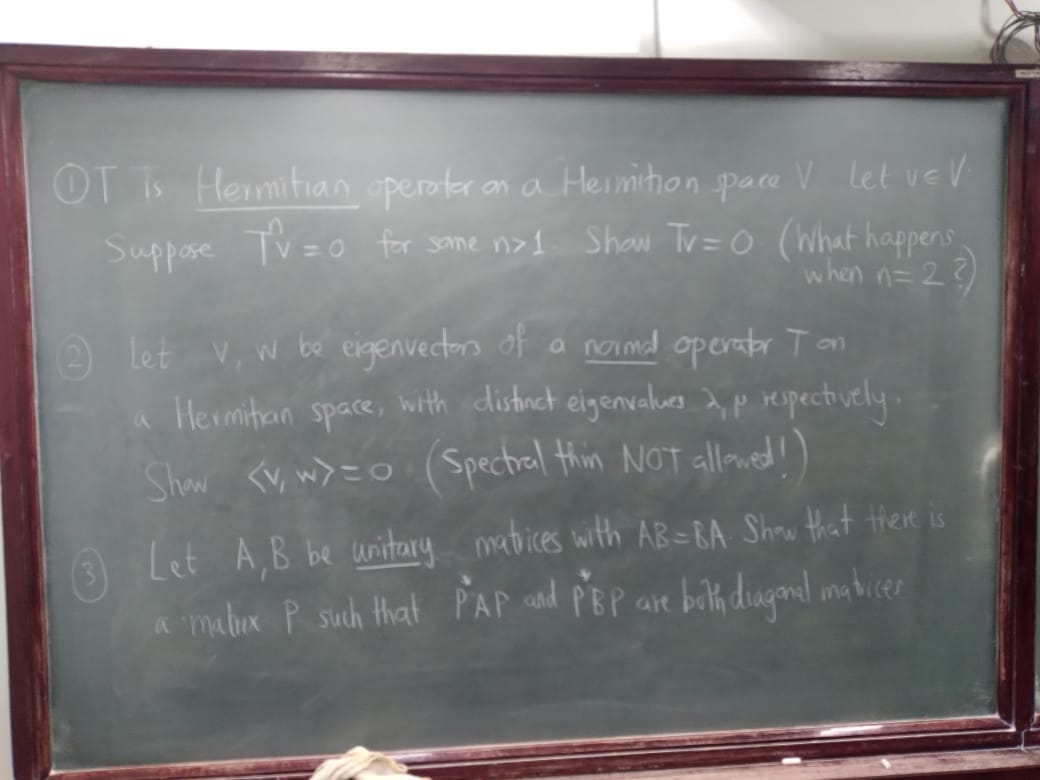 ① T is Hermitian operator on a Hermitian space V Let v ∈ V.
Suppose Tⁿv = 0 for some n > 1. Show Tv = 0. (What happens
when n = 2?)
② Let v, w be eigenvectors of a normal operator T on
a Hermitian space, with distinct eigenvalues λ, μ respectively.
Show <v, w> = 0 (Spectral thm NOT allowed!)
③ Let A, B be unitary matrices with AB = BA. Show that there is
a matrix P such that P*AP and P*BP are both diagonal matrices